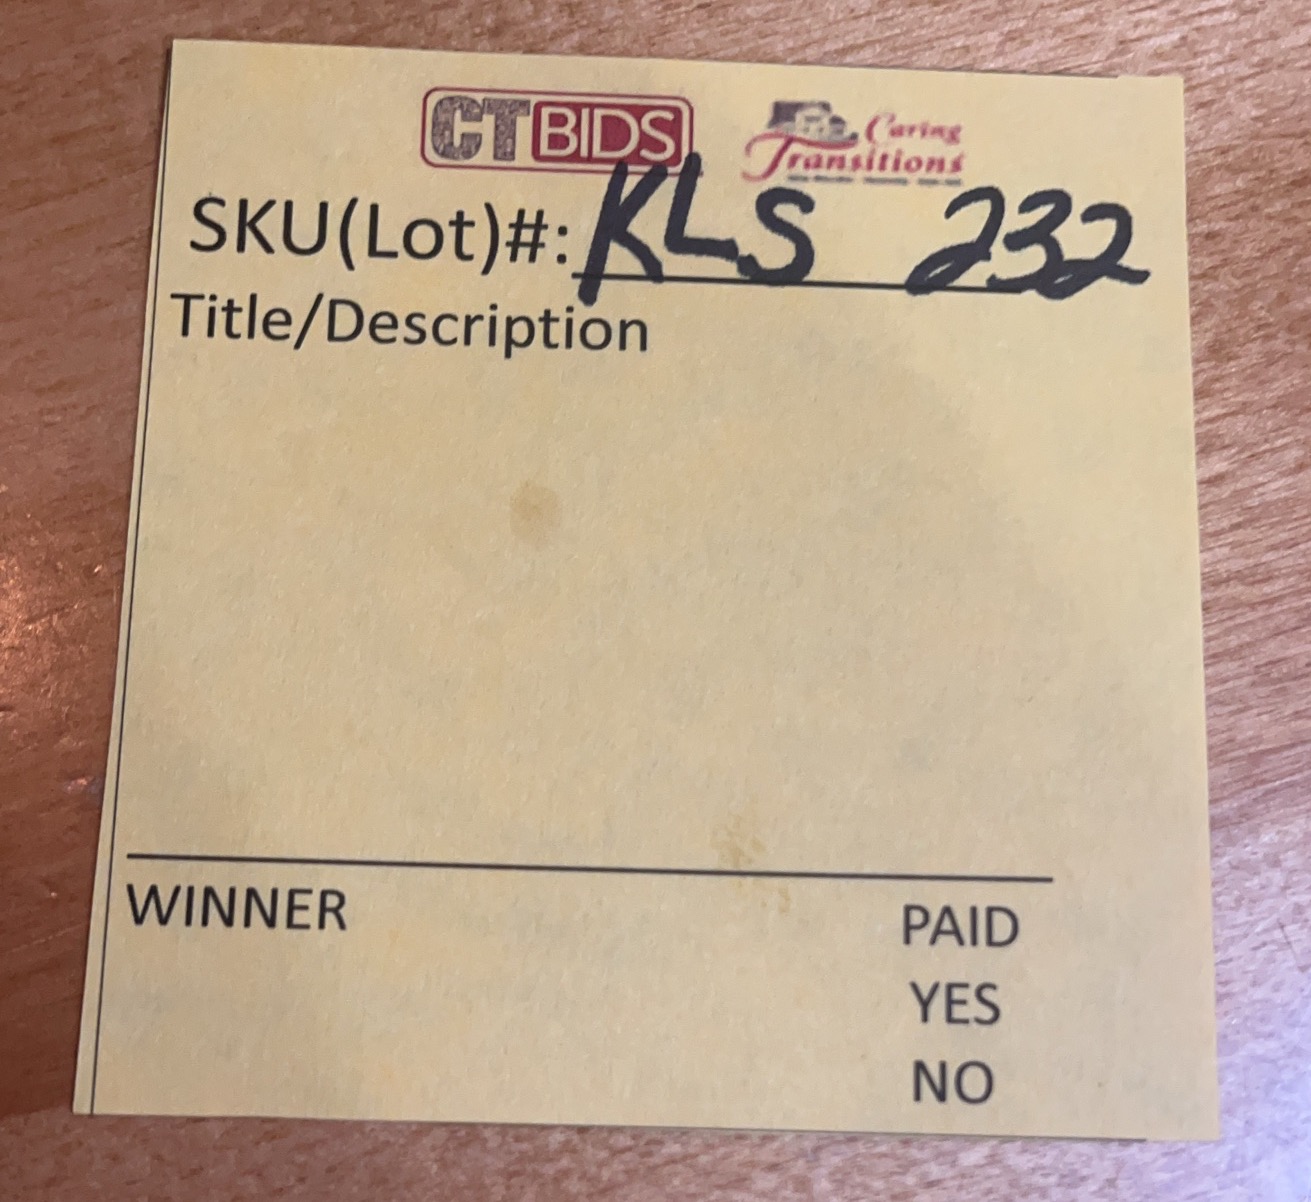 CTBIDS
Caring
Transitions
SKU(Lot)#: KLS 232
Title/Description
WINNER
PAID
YES
NO